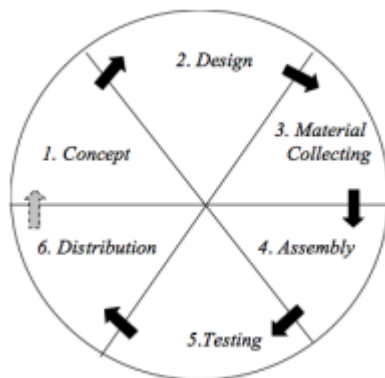 2. Design
1. Concept
3. Material
Collecting
6. Distribution
4. Assembly
5.Testing